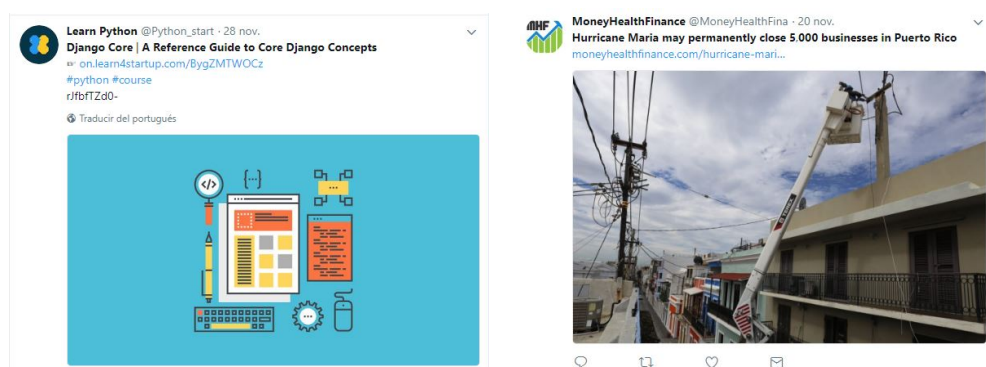 Learn Python @Python_start · 28 nov.
Django Core | A Reference Guide to Core Django Concepts
on.learn4startup.com/BygZMTWOCz
#python #course
rJfbfTZd0-
Traducir del portugués
MHF
MoneyHealthFinance @MoneyHealthFina · 20 nov.
Hurricane Maria may permanently close 5.000 businesses in Puerto Rico
moneyhealthfinance.com/hurricane-mari...